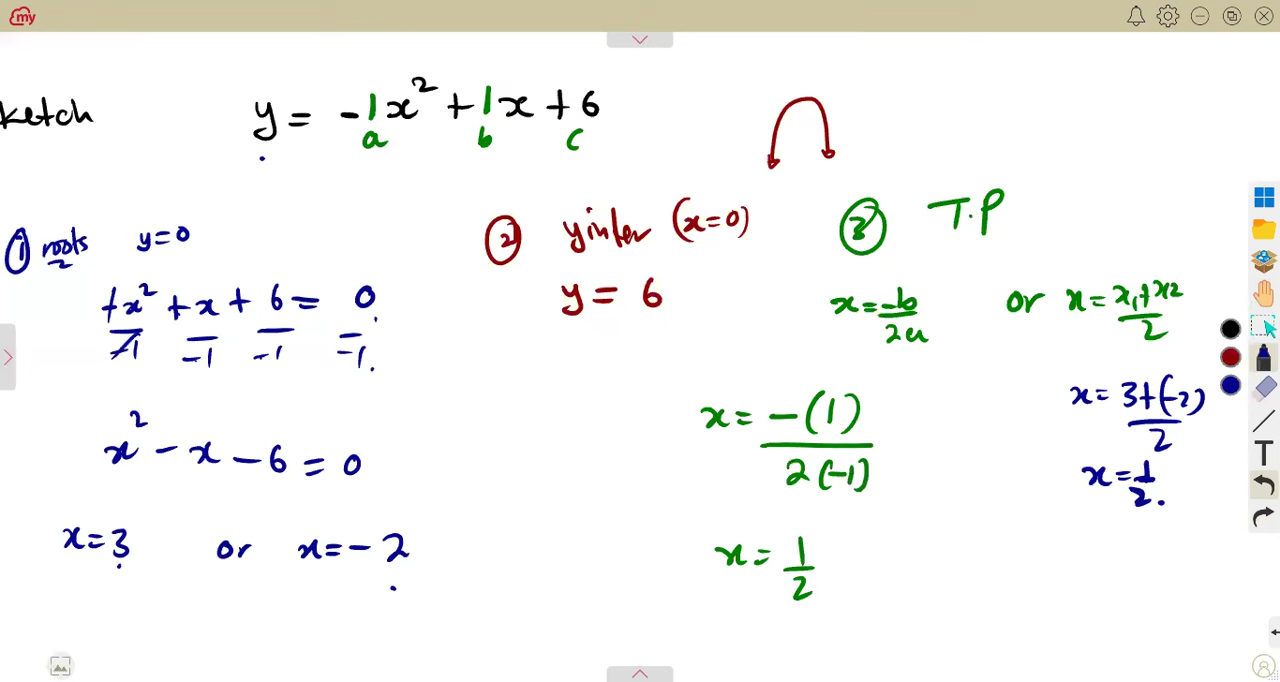 my
ketch y = -1x² + 1x + 6
a b c
① roots y=0
+x² + x + 6 = 0
-1 -1 -1 -1
x² - x - 6 = 0
x = 3 or x = -2
② y inter (x=0)
y = 6
③ T.P
x = -b/2a or x = x₁+x₂/2
x = -(1)/2(-1)
x = 1/2
x = 3+(-2)/2
x = 1/2.
T